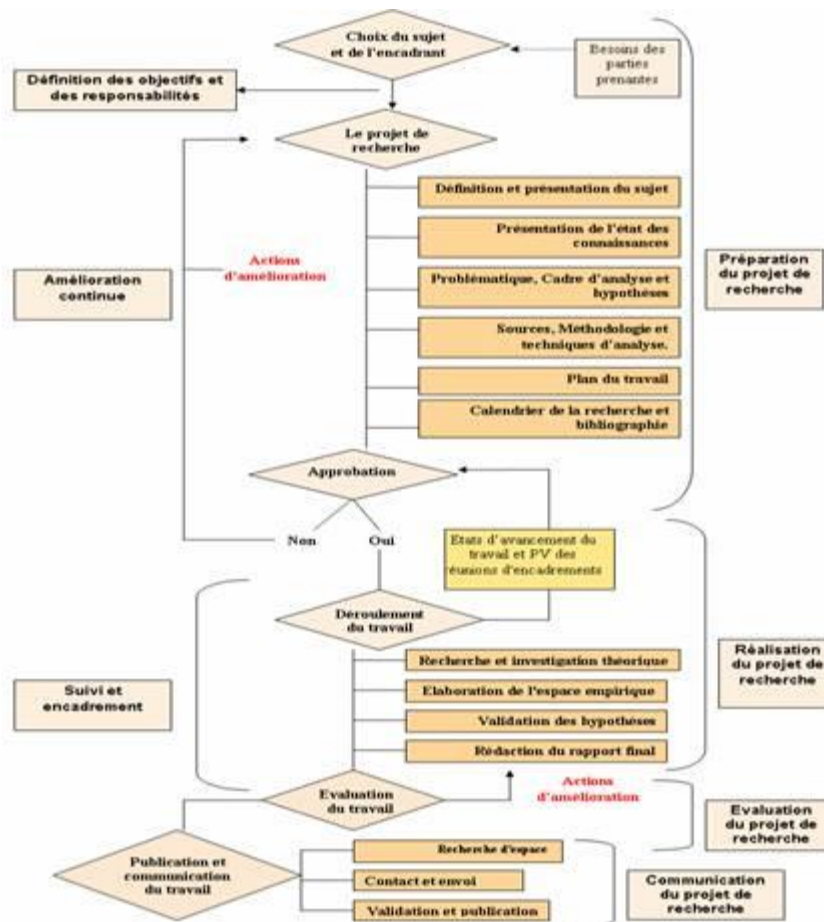 Choix du sujet
et de l'encadrant
Besoins des
parties
prenantes
Définition des objectifs et
des responsabilités
Le projet de
recherche
Définition et présentation du sujet
Présentation de l'état des
connaissances
Actions
d'amélioration
Amélioration
continue
Problématique, Cadre d'analyse et
hypothéses
Préparation
du projet de
recherche
Sources, Méthodologie et
techniques d'analyse.
Plan du travail
Calendrier de la recherche et
bibliographie
Approbation
Non
Oui
Etats d'avancement du
travail et PV des
réunions d'encadrements
Déroulement
du travail
Recherche et investigation théorique
Elaboration de l'espace empirique
Validation des hypothéses
Rédaction du rapport final
Suivi et
encadrement
Réalisation
du projet de
recherche
Evaluation
du travail
Actions
d'amélioration
Evaluation
du projet de
recherche
Publication et
communication
du travail
Recherche d'espace
Contact et envoi
Validation et publication
Communication
du projet de
recherche